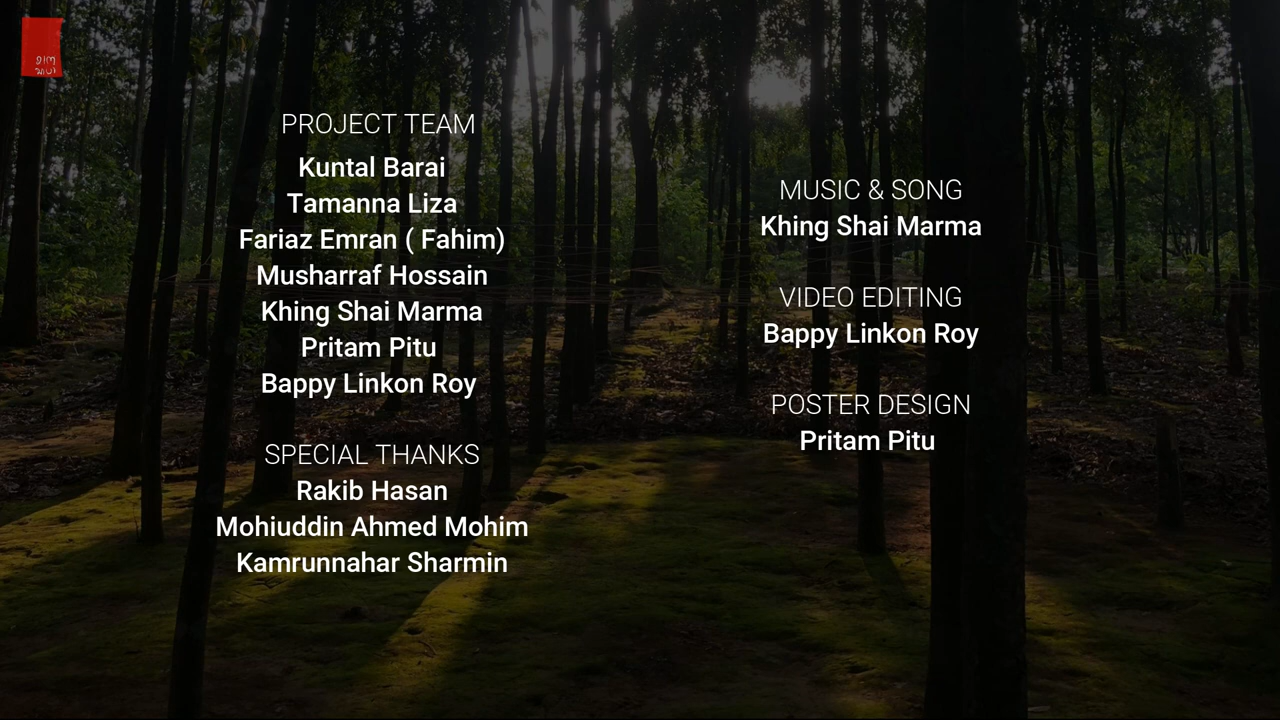 PROJECT TEAM
Kuntal Barai
Tamanna Liza
Fariaz Emran ( Fahim)
Musharraf Hossain
Khing Shai Marma
Pritam Pitu
Bappy Linkon Roy
SPECIAL THANKS
Rakib Hasan
Mohiuddin Ahmed Mohim
Kamrunnahar Sharmin
MUSIC & SONG
Khing Shai Marma
VIDEO EDITING
Bappy Linkon Roy
POSTER DESIGN
Pritam Pitu